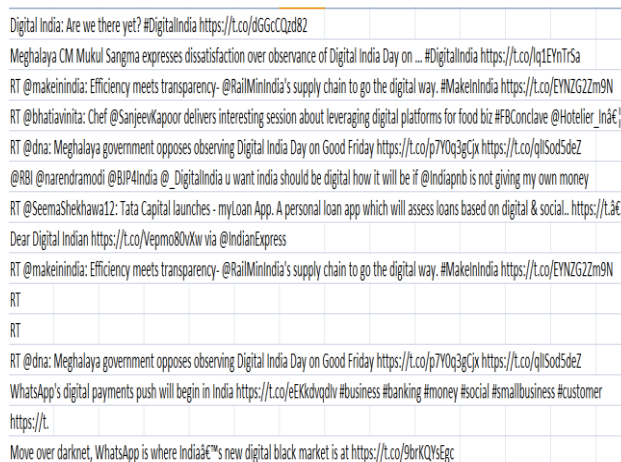 Digital India: Are we there yet? #DigitalIndia https://t.co/dGGcCQzd82
Meghalaya CM Mukul Sangma expresses dissatisfaction over observance of Digital India Day on ... #DigitalIndia https://t.co/lq1EYnTrSa
RT @makeinindia: Efficiency meets transparency- @RailMinIndia's supply chain to go the digital way. #MakeInIndia https://t.co/EYNZG2Zm9N
RT @bhatiavinita: Chef @SanjeevKapoor delivers interesting session about leveraging digital platforms for food biz #FBConclave @Hotelier_Inâ€¦
RT @dna: Meghalaya government opposes observing Digital India Day on Good Friday https://t.co/p7Y0q3gCjx https://t.co/qlISod5deZ
@RBI @narendramodi @BJP4India @_DigitalIndia u want india should be digital how it will be if @Indiapnb is not giving my own money
RT @SeemaShekhawa12: Tata Capital launches - myLoan App. A personal loan app which will assess loans based on digital & social.. https://t.â€
Dear Digital Indian https://t.co/Vepmo80vXw via @IndianExpress
RT @makeinindia: Efficiency meets transparency- @RailMinIndia's supply chain to go the digital way. #MakeInIndia https://t.co/EYNZG2Zm9N
RT
RT
RT @dna: Meghalaya government opposes observing Digital India Day on Good Friday https://t.co/p7Y0q3gCjx https://t.co/qlISod5deZ
WhatsApp's digital payments push will begin in India https://t.co/eEKkdvqdIv #business #banking #money #social #smallbusiness #customer
https://t.
Move over darknet, WhatsApp is where Indiaâ€™s new digital black market is at https://t.co/9brKQYsEgc